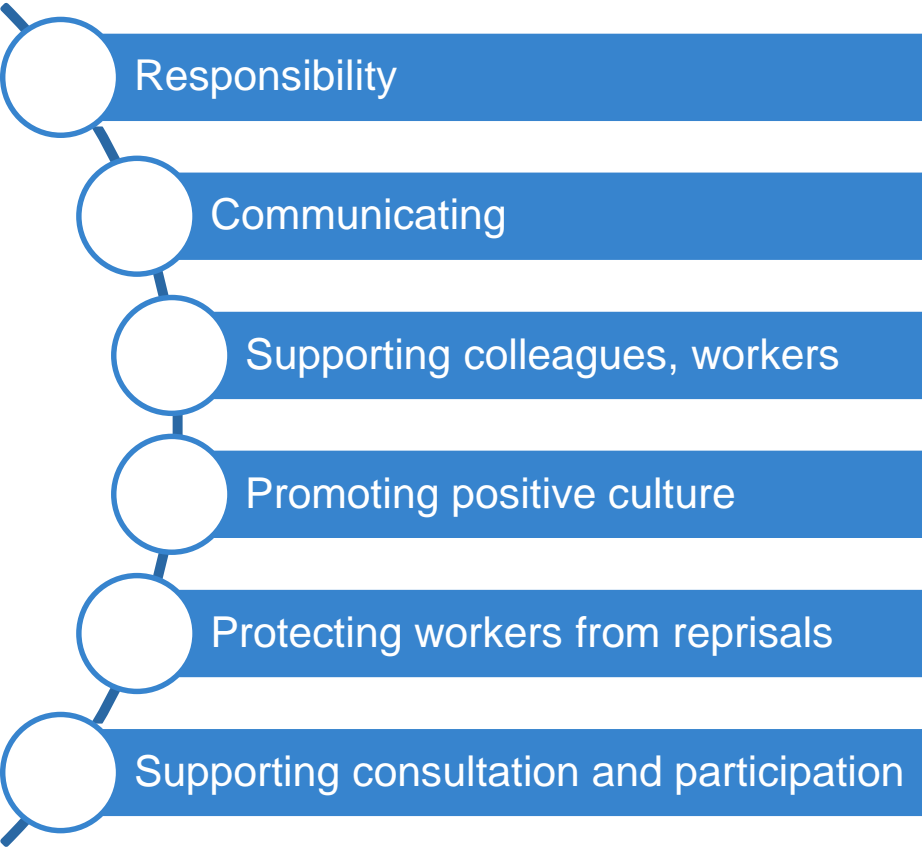 Responsibility
Communicating
Supporting colleagues, workers
Promoting positive culture
Protecting workers from reprisals
Supporting consultation and participation